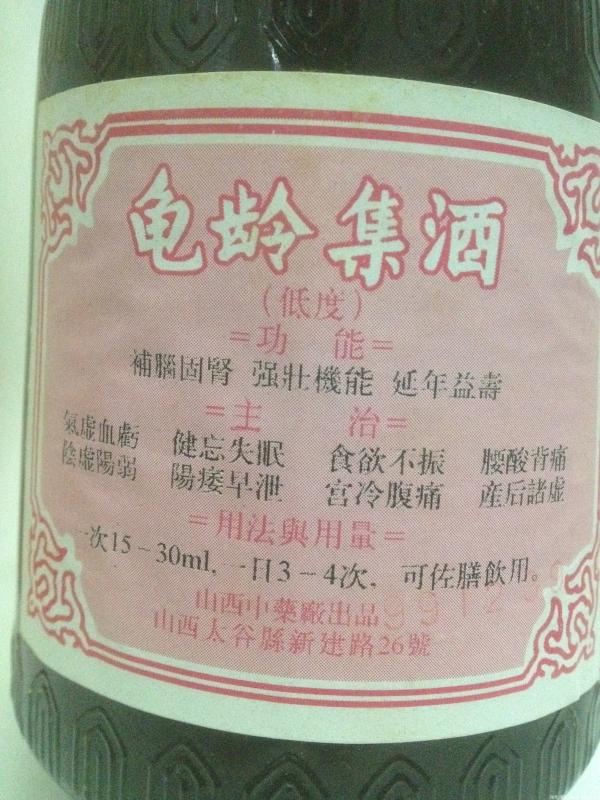 龟龄集酒
（低度）
=功 能=
補腦固腎 强壯機能 延年益壽
=主 治=
氣虚血虧 健忘失眠 食欲不振 腰酸背痛
陰虚陽弱 陽痿早泄 宫冷腹痛 産后諸虚
=用法與用量=
一次15-30ml,一日3-4次. 可佐膳飲用。
山西中藥廠出品
山西太谷縣新建路26號